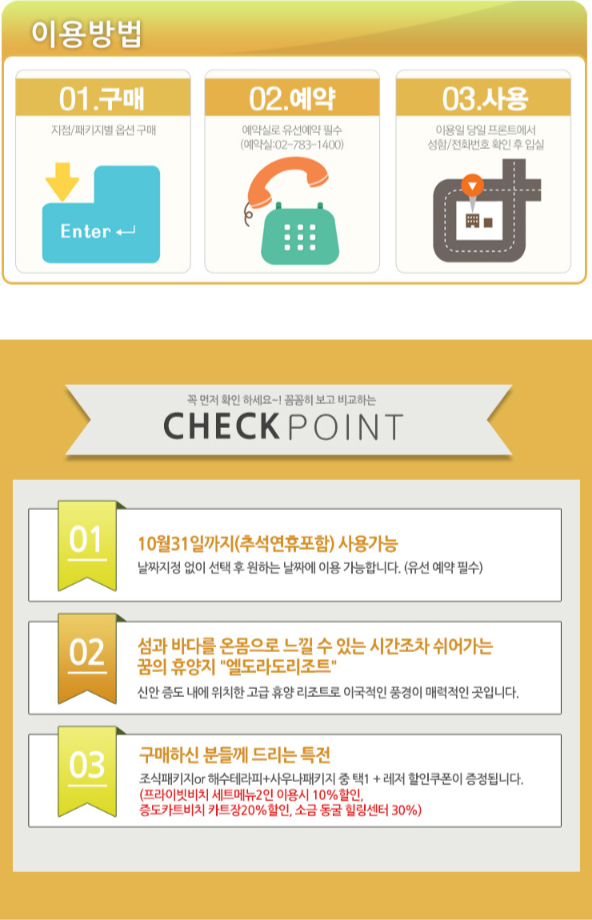 이용방법
01.구매
지점/패키지별 옵션 구매
Enter
02.예약
예약실로 유선예약 필수
(예약실:02-783-1400)
03.사용
이용일 당일 프론트에서
성함/전화번호 확인 후 입실
꼭 먼저 확인 하세요~! 꼼꼼히 보고 비교하는
CHECK POINT
01
10월31일까지(추석연휴포함) 사용가능
날짜지정 없이 선택 후 원하는 날짜에 이용 가능합니다. (유선 예약 필수)
02
섬과 바다를 온몸으로 느낄 수 있는 시간조차 쉬어가는
꿈의 휴양지 "엘도라도리조트"
신안 증도 내에 위치한 고급 휴양 리조트로 이국적인 풍경이 매력적인 곳입니다.
03
구매하신 분들께 드리는 특전
조식패키지or 해수테라피+사우나패키지 중 택1 + 레저 할인쿠폰이 증정됩니다.
(프라이빗비치 세트메뉴2인 이용시 10%할인,
증도카트비치 카트장20%할인, 소금 동굴 힐링센터 30%)